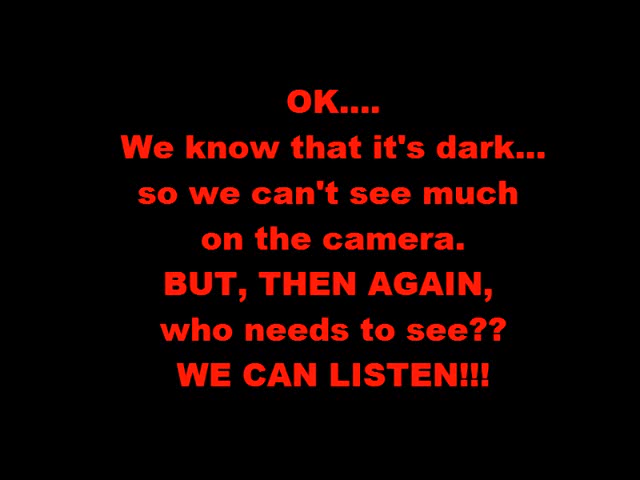 OK....
We know that it's dark...
so we can't see much
on the camera.
BUT, THEN AGAIN,
who needs to see??
WE CAN LISTEN!!!